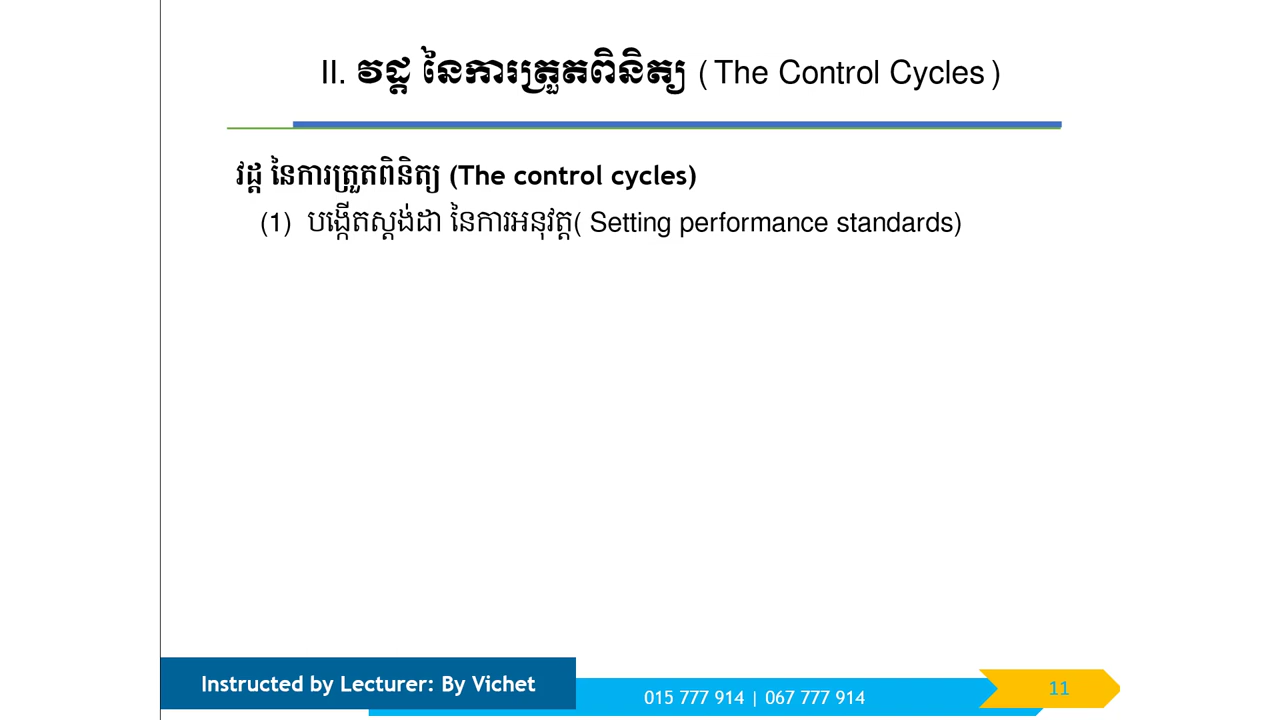 II. វដ្ត នៃការត្រួតពិនិត្យ ( The Control Cycles )
វដ្ត នៃការត្រួតពិនិត្យ (The control cycles)
(1) បង្កើតស្តង់ដា នៃការអនុវត្ត( Setting performance standards)
Instructed by Lecturer: By Vichet
015 777 914 | 067 777 914
11